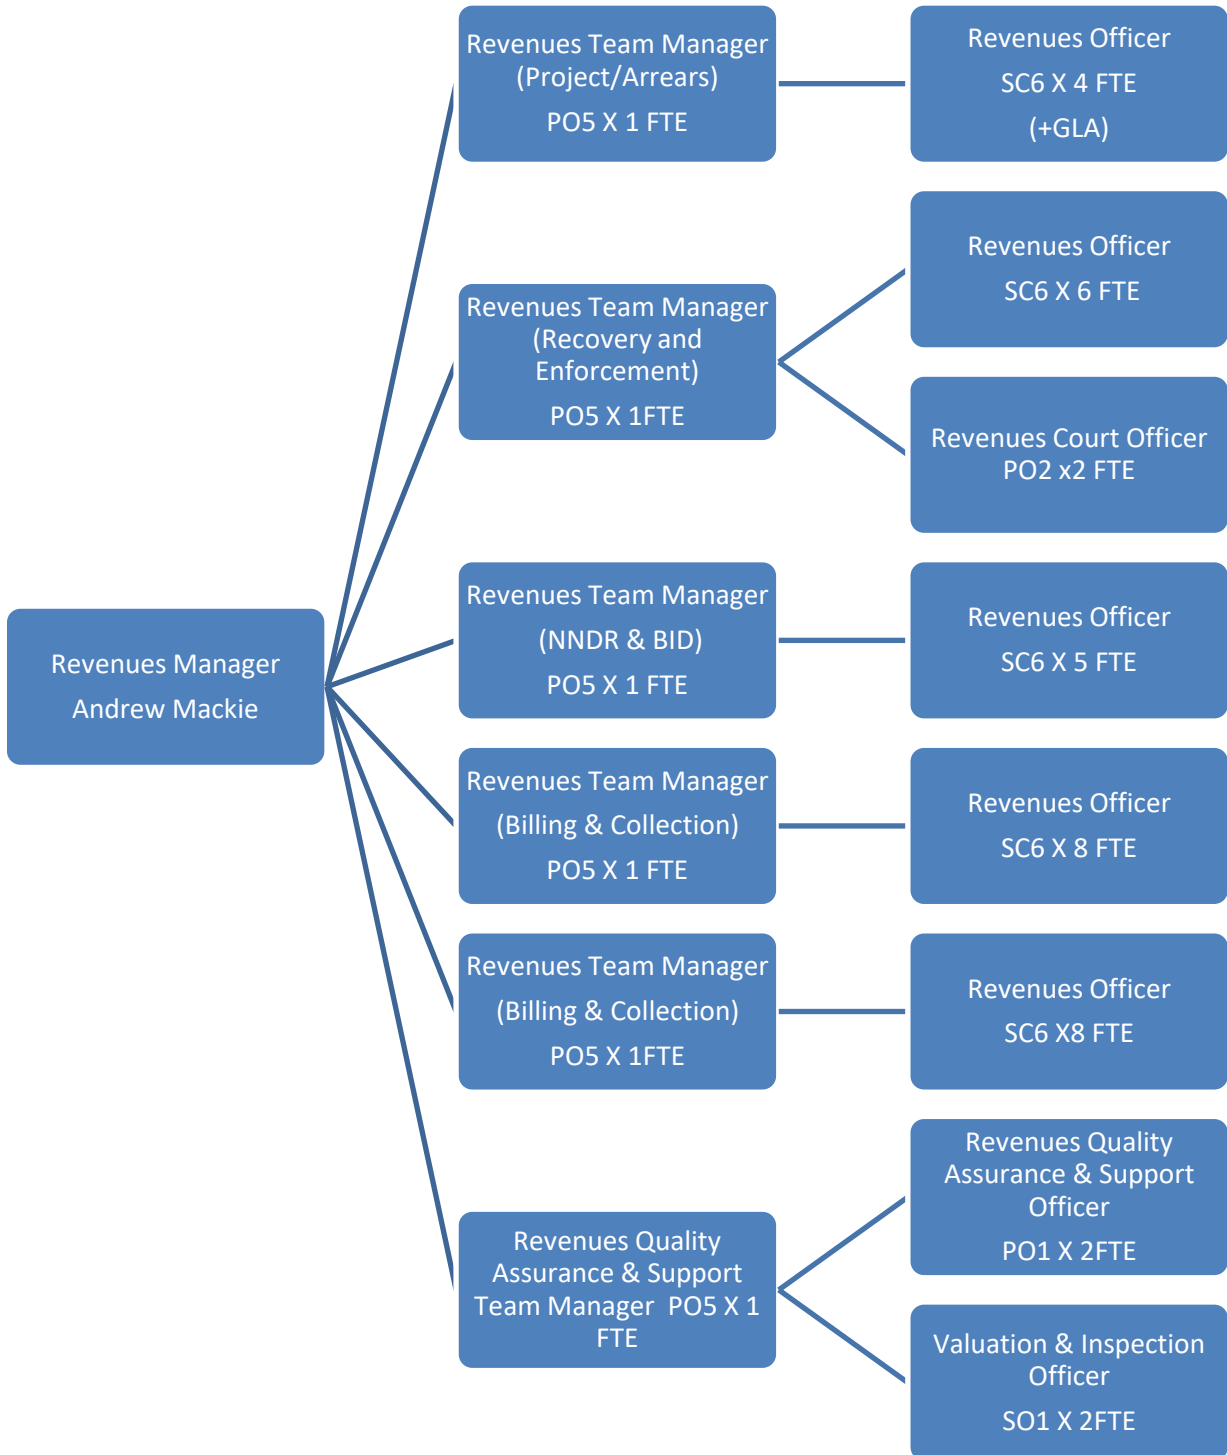 Revenues Manager
Andrew Mackie
Revenues Team Manager
(Project/Arrears)
PO5 X 1 FTE
Revenues Officer
SC6 X 4 FTE
(+GLA)
Revenues Team Manager
(Recovery and
Enforcement)
PO5 X 1FTE
Revenues Officer
SC6 X 6 FTE
Revenues Court Officer
PO2 x2 FTE
Revenues Team Manager
(NNDR & BID)
PO5 X 1 FTE
Revenues Officer
SC6 X 5 FTE
Revenues Team Manager
(Billing & Collection)
PO5 X 1 FTE
Revenues Officer
SC6 X 8 FTE
Revenues Team Manager
(Billing & Collection)
PO5 X 1FTE
Revenues Officer
SC6 X8 FTE
Revenues Quality
Assurance & Support
Team Manager  PO5 X 1
FTE
Revenues Quality
Assurance & Support
Officer
PO1 X 2FTE
Valuation & Inspection
Officer
SO1 X 2FTE